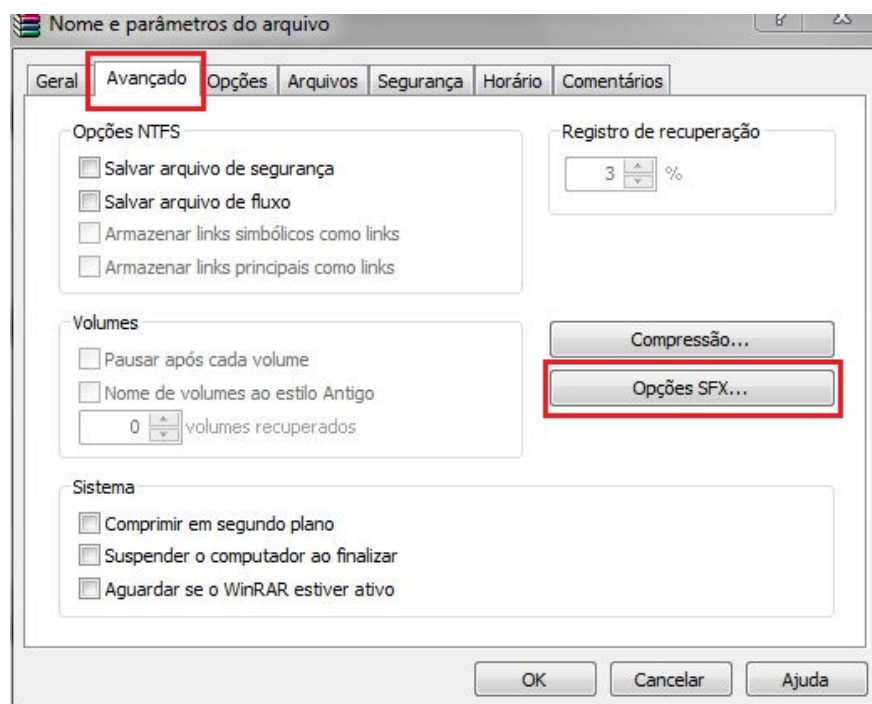 Nome e parâmetros do arquivo
Geral Avançado Opções Arquivos Segurança Horário Comentários
Opções NTFS
Salvar arquivo de segurança
Salvar arquivo de fluxo
Armazenar links simbólicos como links
Armazenar links principais como links
Registro de recuperação
3 %
Volumes
Pausar após cada volume
Nome de volumes ao estilo Antigo
0 volumes recuperados
Compressão...
Opções SFX...
Sistema
Comprimir em segundo plano
Suspender o computador ao finalizar
Aguardar se o WinRAR estiver ativo
OK Cancelar Ajuda